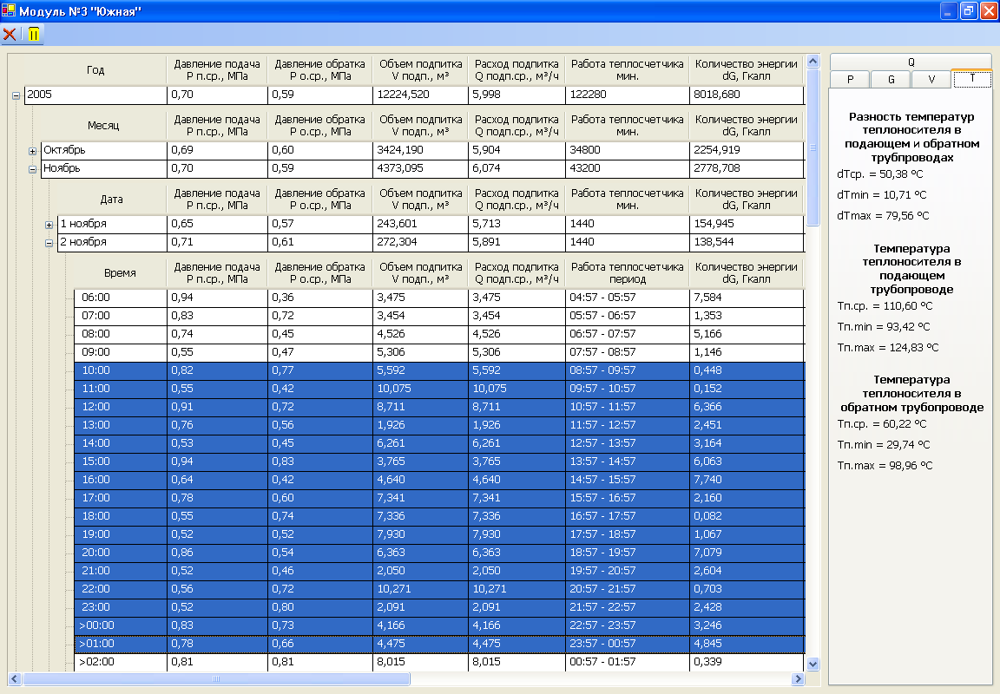 Модуль №3 "Южная"
Год Давление подача P п.ср., МПа Давление обратка P о.ср., МПа Объем подпитка V подп., м³ Расход подпитка Q подп.ср., м³/ч Работа теплосчетчика мин. Количество энергии dG, Гкалл
2005 0,70 0,59 12224,520 5,998 122280 8018,680
Месяц Давление подача P п.ср., МПа Давление обратка P о.ср., МПа Объем подпитка V подп., м³ Расход подпитка Q подп.ср., м³/ч Работа теплосчетчика мин. Количество энергии dG, Гкалл
Октябрь 0,69 0,60 3424,190 5,904 34800 2254,919
Ноябрь 0,70 0,59 4373,095 6,074 43200 2778,708
Дата Давление подача P п.ср., МПа Давление обратка P о.ср., МПа Объем подпитка V подп., м³ Расход подпитка Q подп.ср., м³/ч Работа теплосчетчика мин. Количество энергии dG, Гкалл
1 ноября 0,65 0,57 243,601 5,713 1440 154,945
2 ноября 0,71 0,61 272,304 5,891 1440 138,544
Время Давление подача P п.ср., МПа Давление обратка P о.ср., МПа Объем подпитка V подп., м³ Расход подпитка Q подп.ср., м³/ч Работа теплосчетчика период Количество энергии dG, Гкалл
06:00 0,94 0,36 3,475 3,475 04:57 - 05:57 7,584
07:00 0,83 0,72 3,454 3,454 05:57 - 06:57 1,353
08:00 0,74 0,45 4,526 4,526 06:57 - 07:57 5,166
09:00 0,55 0,47 5,306 5,306 07:57 - 08:57 1,146
10:00 0,82 0,77 5,592 5,592 08:57 - 09:57 0,448
11:00 0,55 0,42 10,075 10,075 09:57 - 10:57 0,152
12:00 0,91 0,72 8,711 8,711 10:57 - 11:57 6,366
13:00 0,76 0,56 1,926 1,926 11:57 - 12:57 2,451
14:00 0,53 0,45 6,261 6,261 12:57 - 13:57 3,164
15:00 0,94 0,83 3,765 3,765 13:57 - 14:57 6,063
16:00 0,64 0,42 4,640 4,640 14:57 - 15:57 7,740
17:00 0,78 0,60 7,341 7,341 15:57 - 16:57 2,160
18:00 0,55 0,74 7,336 7,336 16:57 - 17:57 0,082
19:00 0,52 0,52 7,930 7,930 17:57 - 18:57 1,067
20:00 0,86 0,54 6,363 6,363 18:57 - 19:57 7,079
21:00 0,52 0,46 2,050 2,050 19:57 - 20:57 2,604
22:00 0,56 0,72 10,271 10,271 20:57 - 21:57 0,703
23:00 0,52 0,80 2,091 2,091 21:57 - 22:57 2,428
>00:00 0,83 0,73 4,166 4,166 22:57 - 23:57 3,246
>01:00 0,78 0,66 4,475 4,475 23:57 - 00:57 4,845
>02:00 0,81 0,81 8,015 8,015 00:57 - 01:57 0,339
Q
P G V T
Разность температур
теплоносителя в
подающем и обратном
трубпроводах
dTср. = 50,38 ºC
dTmin = 10,71 ºC
dTmax = 79,56 ºC
Температура
теплоносителя в
подающем
трубопроводе
Tп.ср. = 110,60 ºC
Tп.min = 93,42 ºC
Tп.max = 124,83 ºC
Температура
теплоносителя в
обратном трубопроводе
Tп.ср. = 60,22 ºC
Tп.min = 29,74 ºC
Tп.max = 98,96 ºC